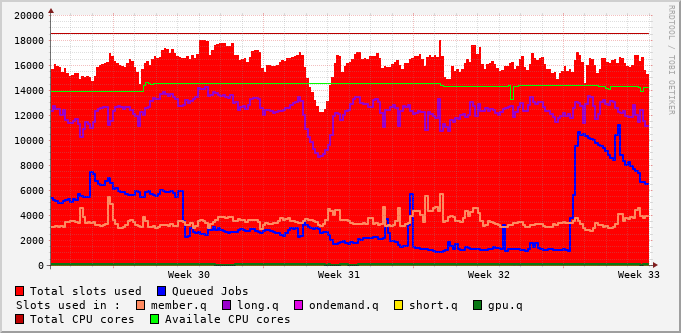 20000
18000
16000
14000
12000
10000
8000
6000
4000
2000
0
Week 30 Week 31 Week 32 Week 33
Total slots used Queued Jobs
Slots used in : member.q long.q ondemand.q short.q gpu.q
Total CPU cores Availale CPU cores
RRDTOOL / TOBI OETIKER